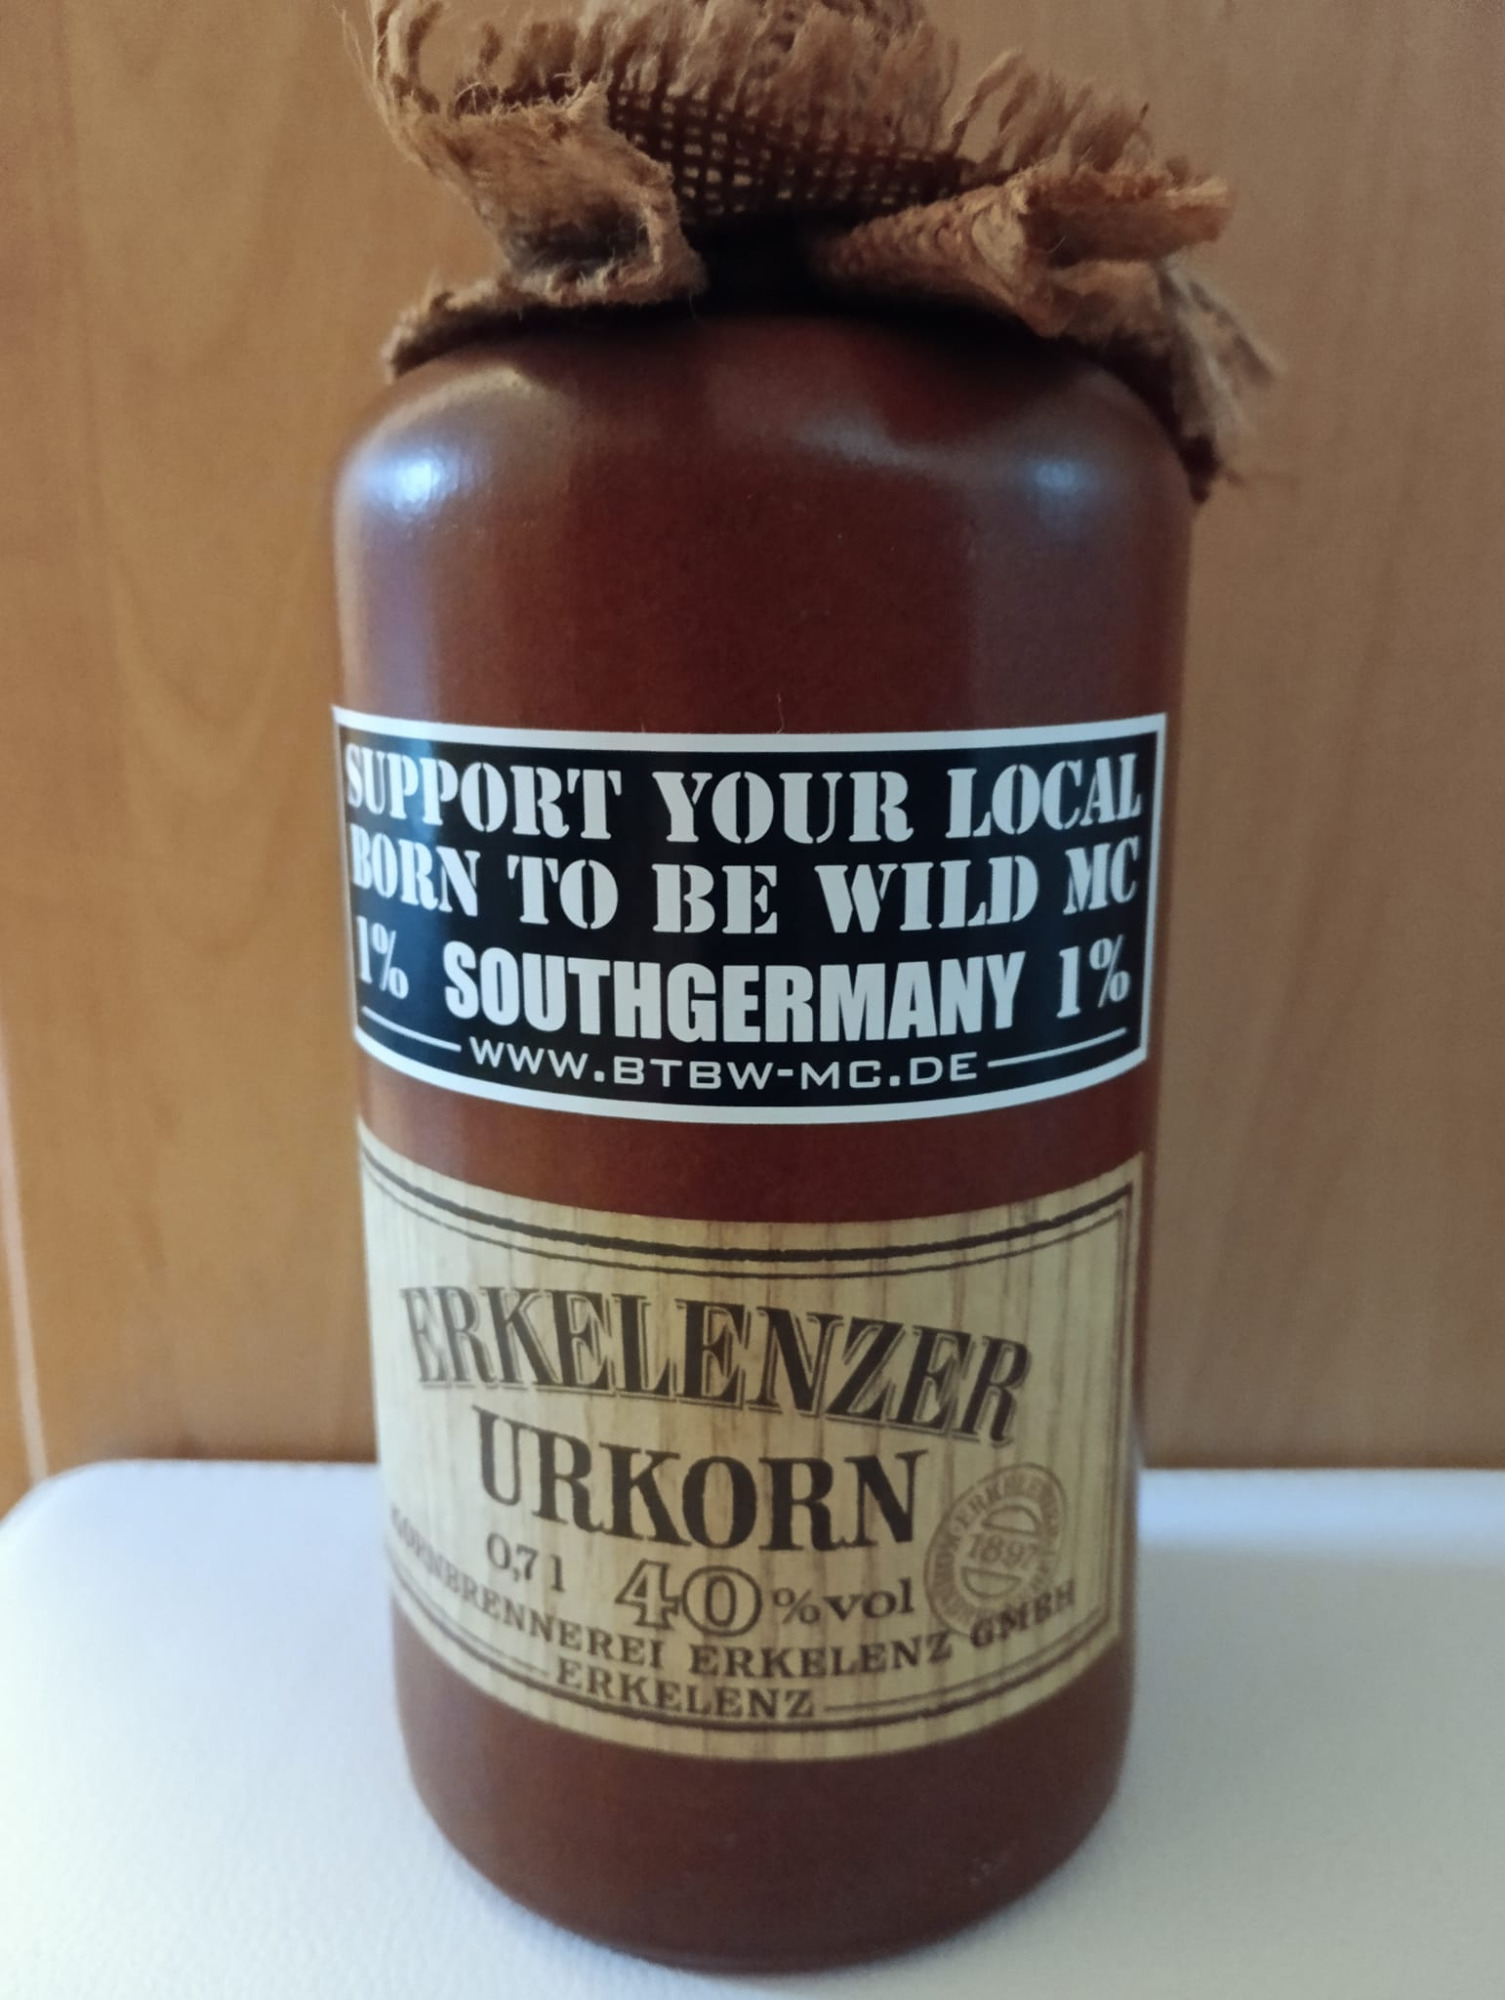 SUPPORT YOUR LOCAL
BORN TO BE WILD MC
1% SOUTHGERMANY 1%
WWW.BTBW-MC.DE
ERKELENZER
URKORN
0,7 l 40 %vol
KORNBRENNEREI ERKELENZ GMBH
ERKELENZ
1897